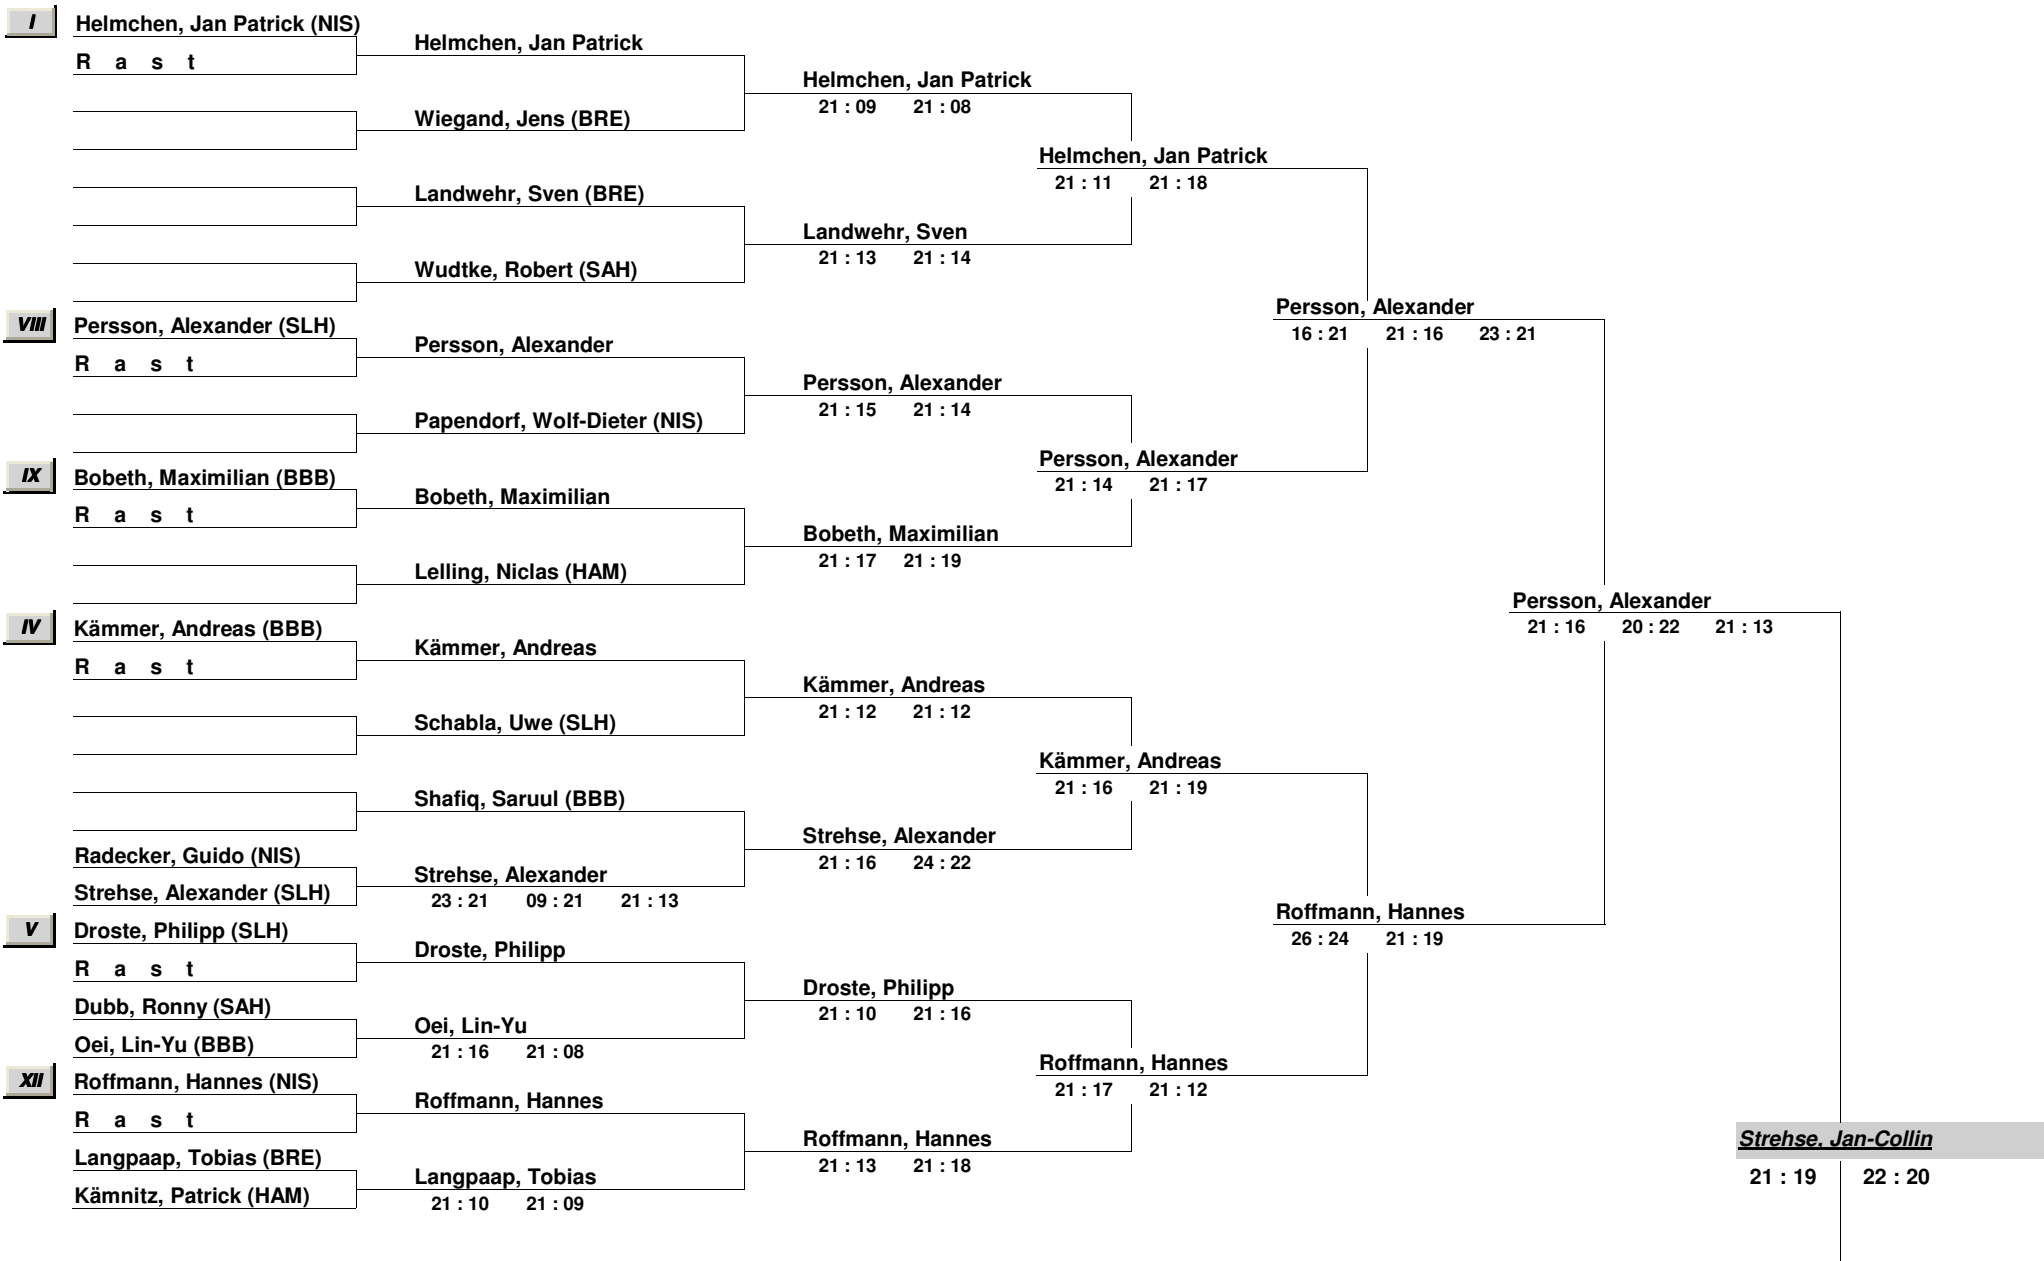 I
Helmchen, Jan Patrick (NIS)
R a s t
Helmchen, Jan Patrick
Wiegand, Jens (BRE)
Helmchen, Jan Patrick
21 : 09 21 : 08
Landwehr, Sven (BRE)
Wudtke, Robert (SAH)
Landwehr, Sven
21 : 13 21 : 14
Helmchen, Jan Patrick
21 : 11 21 : 18
VIII
Persson, Alexander (SLH)
R a s t
Persson, Alexander
Papendorf, Wolf-Dieter (NIS)
Persson, Alexander
21 : 15 21 : 14
IX
Bobeth, Maximilian (BBB)
R a s t
Bobeth, Maximilian
Lelling, Niclas (HAM)
Bobeth, Maximilian
21 : 17 21 : 19
Persson, Alexander
21 : 14 21 : 17
Persson, Alexander
16 : 21 21 : 16 23 : 21
IV
Kämmer, Andreas (BBB)
R a s t
Kämmer, Andreas
Schabla, Uwe (SLH)
Kämmer, Andreas
21 : 12 21 : 12
Shafiq, Saruul (BBB)
Radecker, Guido (NIS)
Strehse, Alexander (SLH)
Strehse, Alexander
23 : 21 09 : 21 21 : 13
Strehse, Alexander
21 : 16 24 : 22
Kämmer, Andreas
21 : 16 21 : 19
V
Droste, Philipp (SLH)
R a s t
Droste, Philipp
Dubb, Ronny (SAH)
Oei, Lin-Yu (BBB)
Oei, Lin-Yu
21 : 16 21 : 08
Droste, Philipp
21 : 10 21 : 16
XII
Roffmann, Hannes (NIS)
R a s t
Roffmann, Hannes
Langpaap, Tobias (BRE)
Kämnitz, Patrick (HAM)
Langpaap, Tobias
21 : 10 21 : 09
Roffmann, Hannes
21 : 13 21 : 18
Roffmann, Hannes
21 : 17 21 : 12
Roffmann, Hannes
26 : 24 21 : 19
Persson, Alexander
21 : 16 20 : 22 21 : 13
Strehse, Jan-Collin
21 : 19 22 : 20